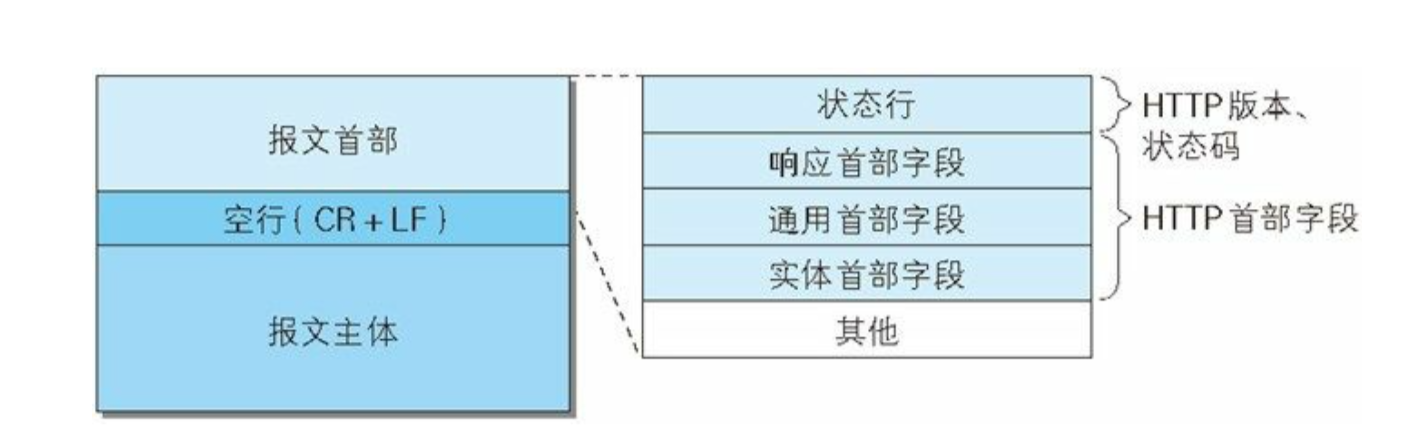 报文首部
空行(CR+LF)
报文主体
状态行
响应首部字段
通用首部字段
实体首部字段
其他
HTTP版本、
状态码
HTTP首部字段